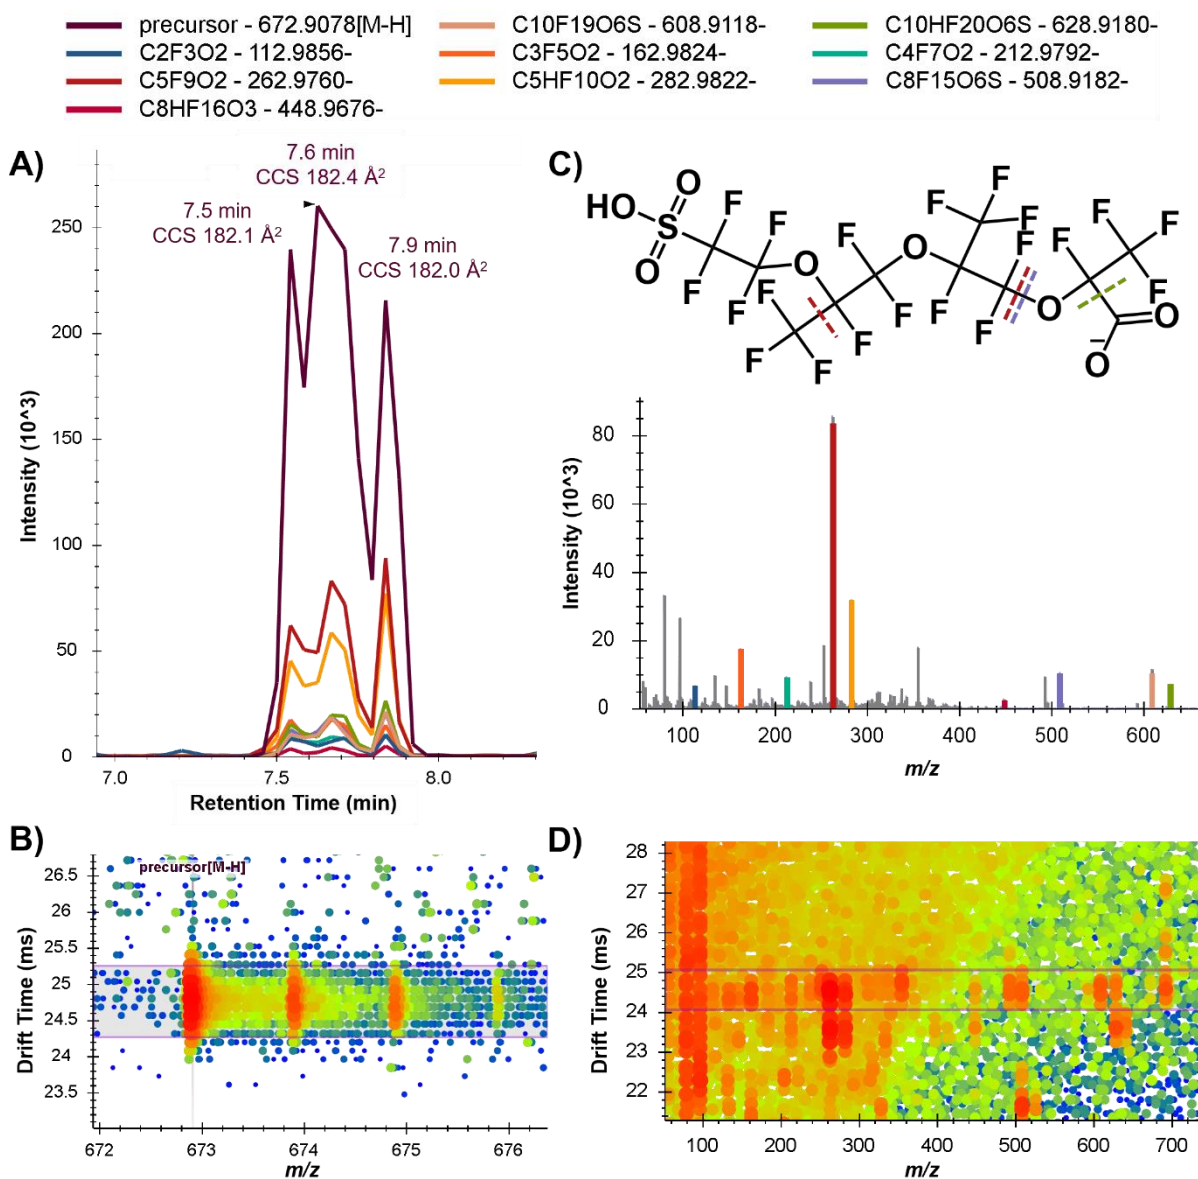 precursor - 672.9078[M-H]
C10F19O6S - 608.9118-
C10HF20O6S - 628.9180-
C2F3O2 - 112.9856-
C3F5O2 - 162.9824-
C4F7O2 - 212.9792-
C5F9O2 - 262.9760-
C5HF10O2 - 282.9822-
C8F15O6S - 508.9182-
C8HF16O3 - 448.9676-
A)
7.6 min
CCS 182.4 Å²
7.5 min
CCS 182.1 Å²
7.9 min
CCS 182.0 Å²
250
200
150
100
50
0
Intensity (10^3)
7.0 7.5 8.0
Retention Time (min)
C)
HO S O O F F F F O F F F F F F O F F F F F F F O F F F F O O −
80
60
40
20
0
Intensity (10^3)
100 200 300 400 500 600
m/z
B)
precursor[M-H]
26.5
26
25.5
25
24.5
24
23.5
Drift Time (ms)
672 673 674 675 676
m/z
D)
28
27
26
25
24
23
22
Drift Time (ms)
100 200 300 400 500 600 700
m/z